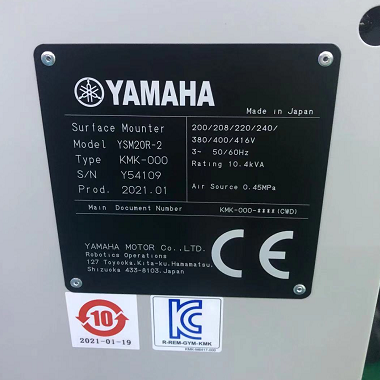 YAMAHA
Made in Japan
Surface Mounter
Model YSM20R-2
Type KMK-000
S/N Y54109
Prod. 2021.01
200/208/220/240/
380/400/416V
3~ 50/60Hz
Rating 10.4kVA
Air Source 0.45MPa
Main Document Number KMK-000-****(CWD)
YAMAHA MOTOR Co.,LTD.
Robotics Operations
127 Toyooka,Kita-ku,Hamamatsu,
Shizuoka 433-8103,Japan
CE
10
2021-01-19
KC
R-REM-GYM-KMK